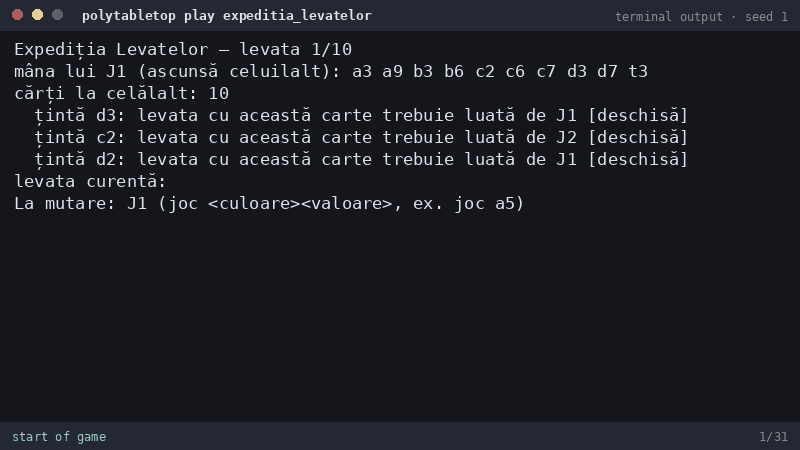 polytabletop play expeditia_levatelor
terminal output · seed 1
Expediția Levatelor — levata 1/10
mâna lui J1 (ascunsă celuilalt): a3 a9 b3 b6 c2 c6 c7 d3 d7 t3
cărți la celălalt: 10
țintă d3: levata cu această carte trebuie luată de J1 [deschisă]
țintă c2: levata cu această carte trebuie luată de J2 [deschisă]
țintă d2: levata cu această carte trebuie luată de J1 [deschisă]
levata curentă:
La mutare: J1 (joc <culoare><valoare>, ex. joc a5)
start of game
1/31